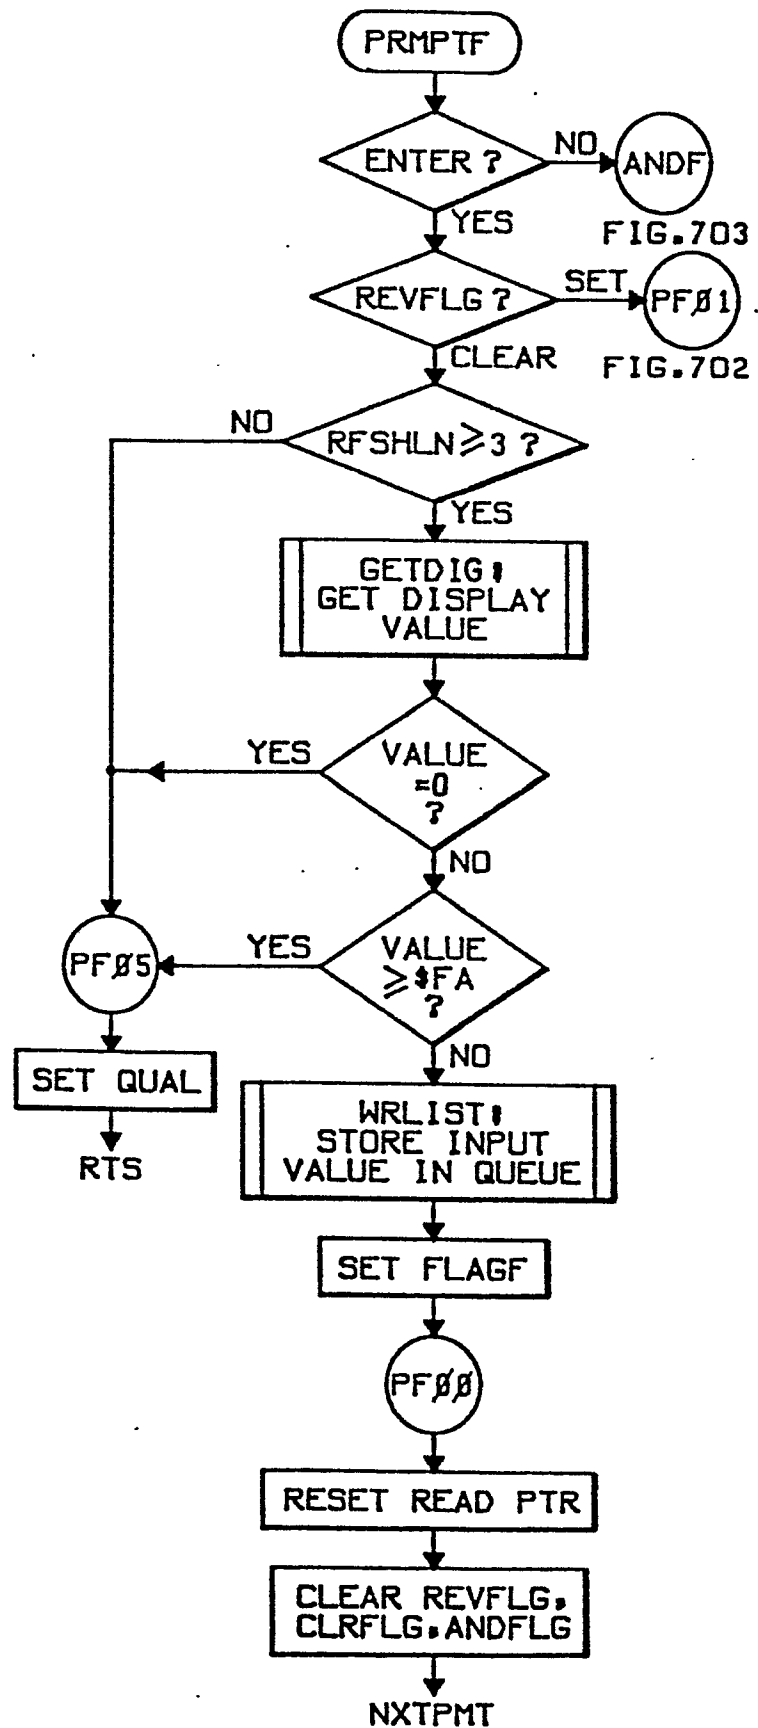 PRMPTF
ENTER ?
NO
ANDF
FIG.703
YES
REVFLG ?
SET
PFØ1
FIG.702
CLEAR
NO
RFSHLN ≥ 3 ?
YES
GETDIG;
GET DISPLAY
VALUE
YES
VALUE
=0
?
NO
YES
VALUE
≥ $FA
?
PFØ5
NO
SET QUAL
RTS
WRLIST;
STORE INPUT
VALUE IN QUEUE
SET FLAGF
PFØØ
RESET READ PTR
CLEAR REVFLG,
CLRFLG,ANDFLG
NXTPMT